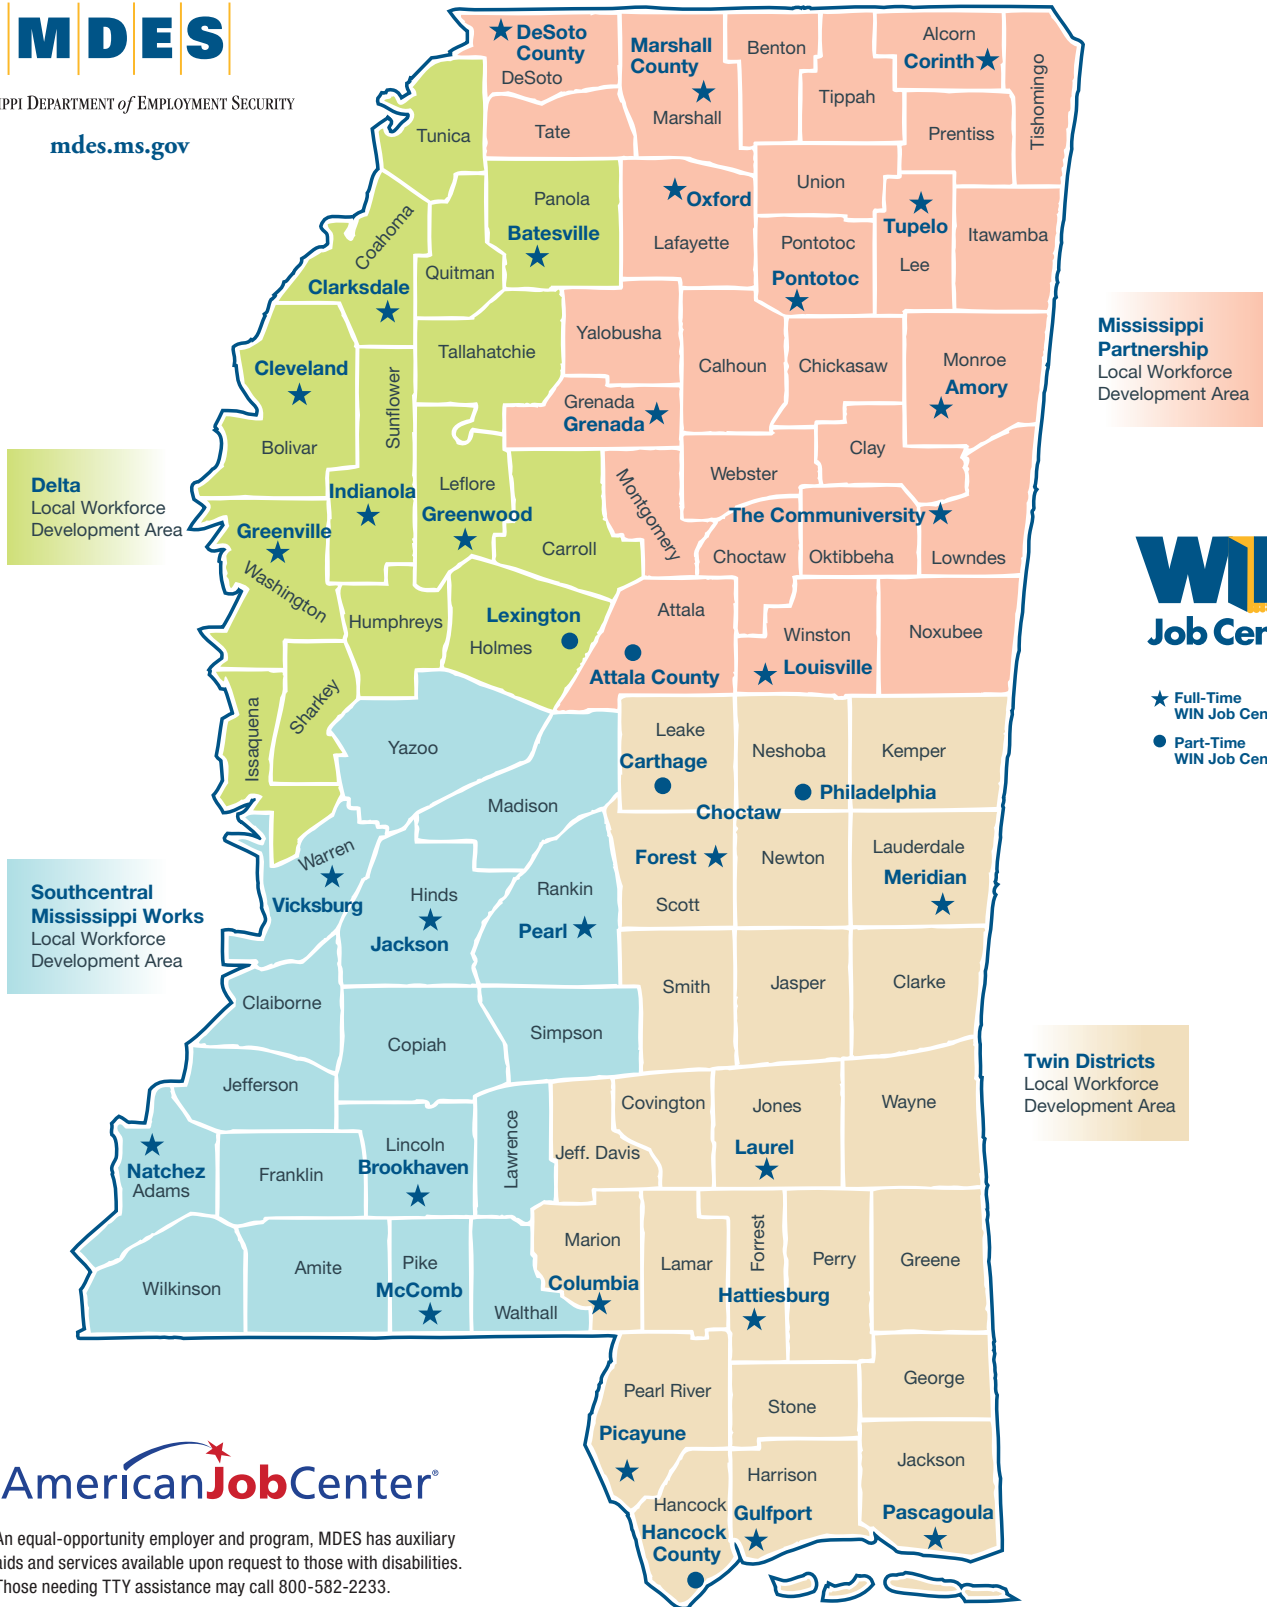 MDES
IPPI DEPARTMENT of EMPLOYMENT SECURITY
mdes.ms.gov
DeSoto
County
DeSoto
Marshall
County
Marshall
Benton
Tippah
Alcorn
Corinth
Tishomingo
Prentiss
Tunica
Tate
Panola
Batesville
Oxford
Lafayette
Union
Pontotoc
Pontotoc
Tupelo
Lee
Itawamba
Coahoma
Clarksdale
Quitman
Tallahatchie
Yalobusha
Calhoun
Chickasaw
Monroe
Amory
Mississippi
Partnership
Local Workforce
Development Area
Cleveland
Bolivar
Sunflower
Grenada
Grenada
Clay
Webster
Delta
Local Workforce
Development Area
Indianola
Leflore
Greenwood
Carroll
Montgomery
The Communiversity
Choctaw
Oktibbeha
Lowndes
Greenville
Washington
Humphreys
Lexington
Holmes
Attala
Attala County
Winston
Louisville
Noxubee
Job Cen
Full-Time
WIN Job Cen
Part-Time
WIN Job Cen
Issaquena
Sharkey
Yazoo
Madison
Leake
Carthage
Neshoba
Philadelphia
Kemper
Choctaw
Forest
Scott
Newton
Lauderdale
Meridian
Southcentral
Mississippi Works
Local Workforce
Development Area
Warren
Vicksburg
Hinds
Jackson
Rankin
Pearl
Claiborne
Copiah
Simpson
Smith
Jasper
Clarke
Twin Districts
Local Workforce
Development Area
Jefferson
Natchez
Adams
Franklin
Lincoln
Brookhaven
Lawrence
Jeff. Davis
Covington
Jones
Laurel
Wayne
Wilkinson
Amite
Pike
McComb
Walthall
Marion
Columbia
Lamar
Forrest
Hattiesburg
Perry
Greene
Pearl River
Picayune
Stone
George
Hancock
Hancock
County
Harrison
Gulfport
Jackson
Pascagoula
AmericanJobCenter®
An equal-opportunity employer and program, MDES has auxiliary
aids and services available upon request to those with disabilities.
Those needing TTY assistance may call 800-582-2233.